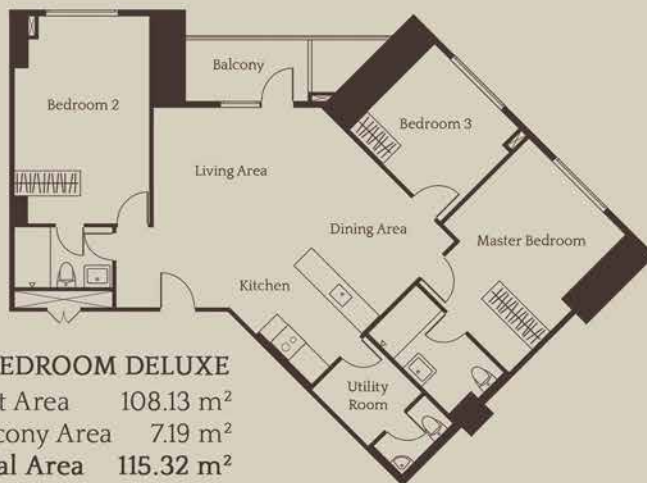 Balcony
Bedroom 2
Bedroom 3
Living Area
Dining Area
Master Bedroom
Kitchen
Utility
Room
EDROOM DELUXE
t Area 108.13 m²
cony Area 7.19 m²
al Area 115.32 m²